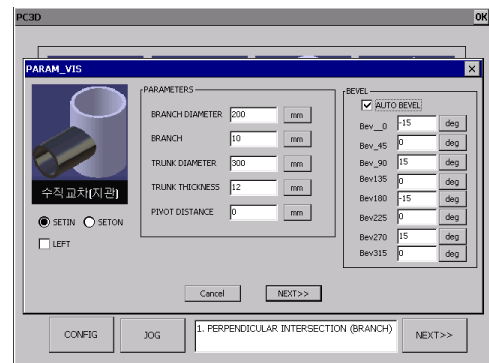 PC3D OK
PARAM_VIS
PARAMETERS
BRANCH DIAMETER 200 mm
BRANCH 10 mm
TRUNK DIAMETER 300 mm
TRUNK THICKNESS 12 mm
PIVOT DISTANCE 0 mm
수직교차(지관)
SETIN SETON
LEFT
BEVEL
AUTO BEVEL
Bev__0 -15 deg
Bev_45 0 deg
Bev_90 15 deg
Bev135 0 deg
Bev180 -15 deg
Bev225 0 deg
Bev270 15 deg
Bev315 0 deg
Cancel NEXT>>
CONFIG JOG 1. PERPENDICULAR INTERSECTION (BRANCH) NEXT>>